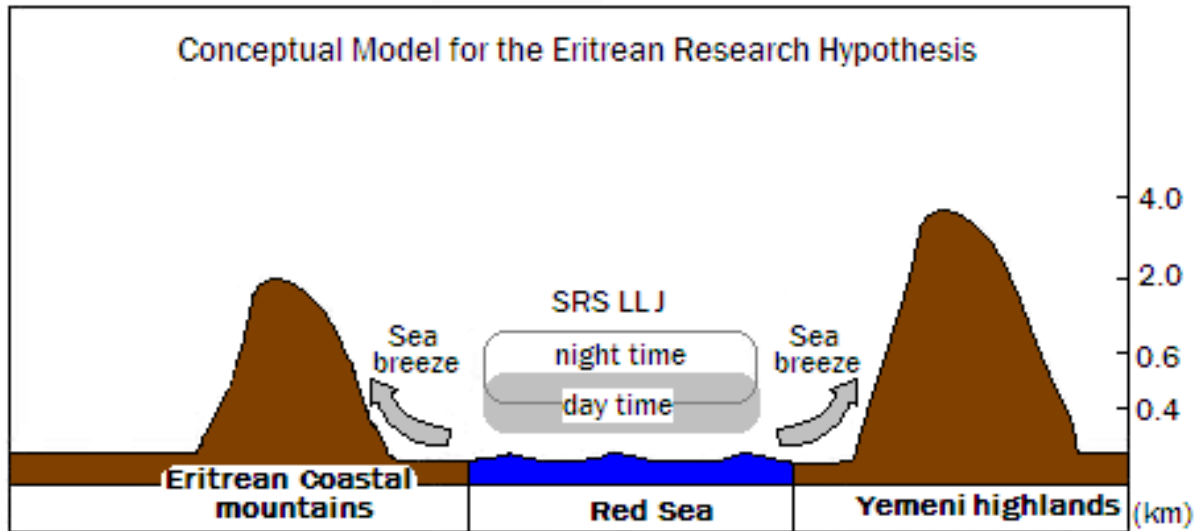 Conceptual Model for the Eritrean Research Hypothesis
4.0
2.0
SRS LLJ
Sea
breeze
night time
Sea
breeze
0.6
day time
0.4
Eritrean Coastal
mountains
Red Sea
Yemeni highlands
(km)